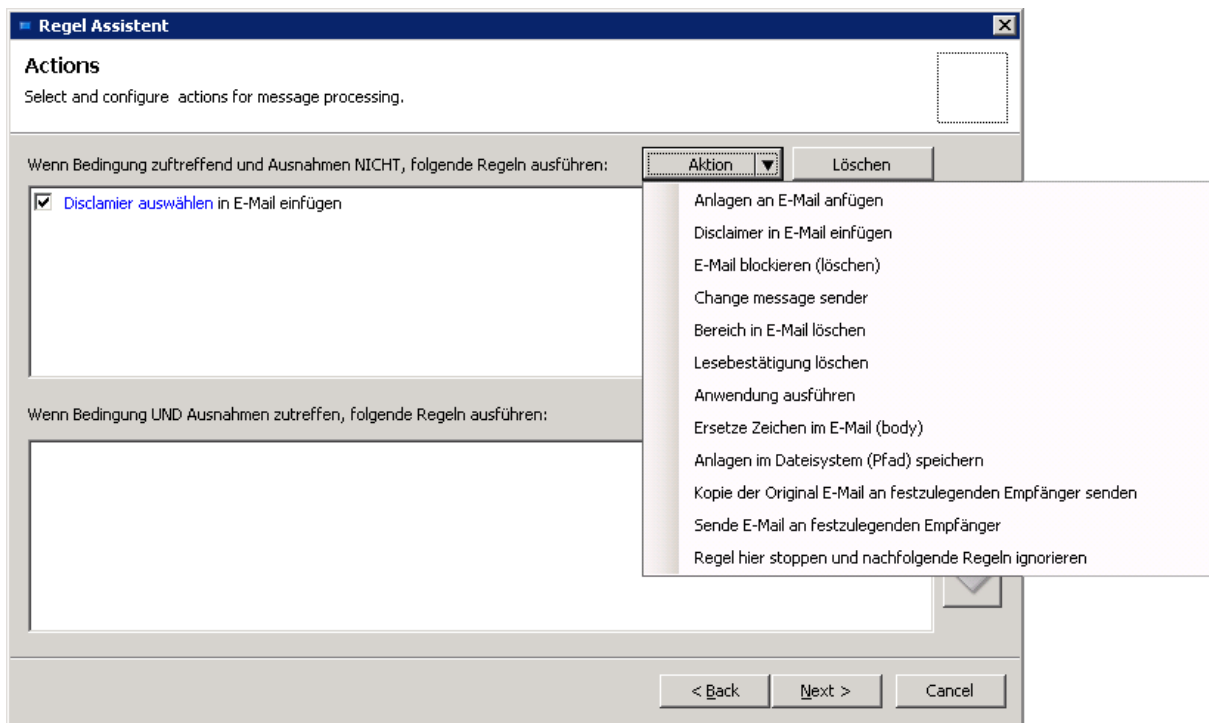 Regel Assistent
Actions
Select and configure  actions for message processing.
Wenn Bedingung zuftreffend und Ausnahmen NICHT, folgende Regeln ausführen:
Aktion
Löschen
Disclamier auswählen in E-Mail einfügen
Anlagen an E-Mail anfügen
Disclaimer in E-Mail einfügen
E-Mail blockieren (löschen)
Change message sender
Bereich in E-Mail löschen
Lesebestätigung löschen
Anwendung ausführen
Ersetze Zeichen im E-Mail (body)
Anlagen im Dateisystem (Pfad) speichern
Kopie der Original E-Mail an festzulegenden Empfänger senden
Sende E-Mail an festzulegenden Empfänger
Regel hier stoppen und nachfolgende Regeln ignorieren
Wenn Bedingung UND Ausnahmen zutreffen, folgende Regeln ausführen:
< Back
Next >
Cancel